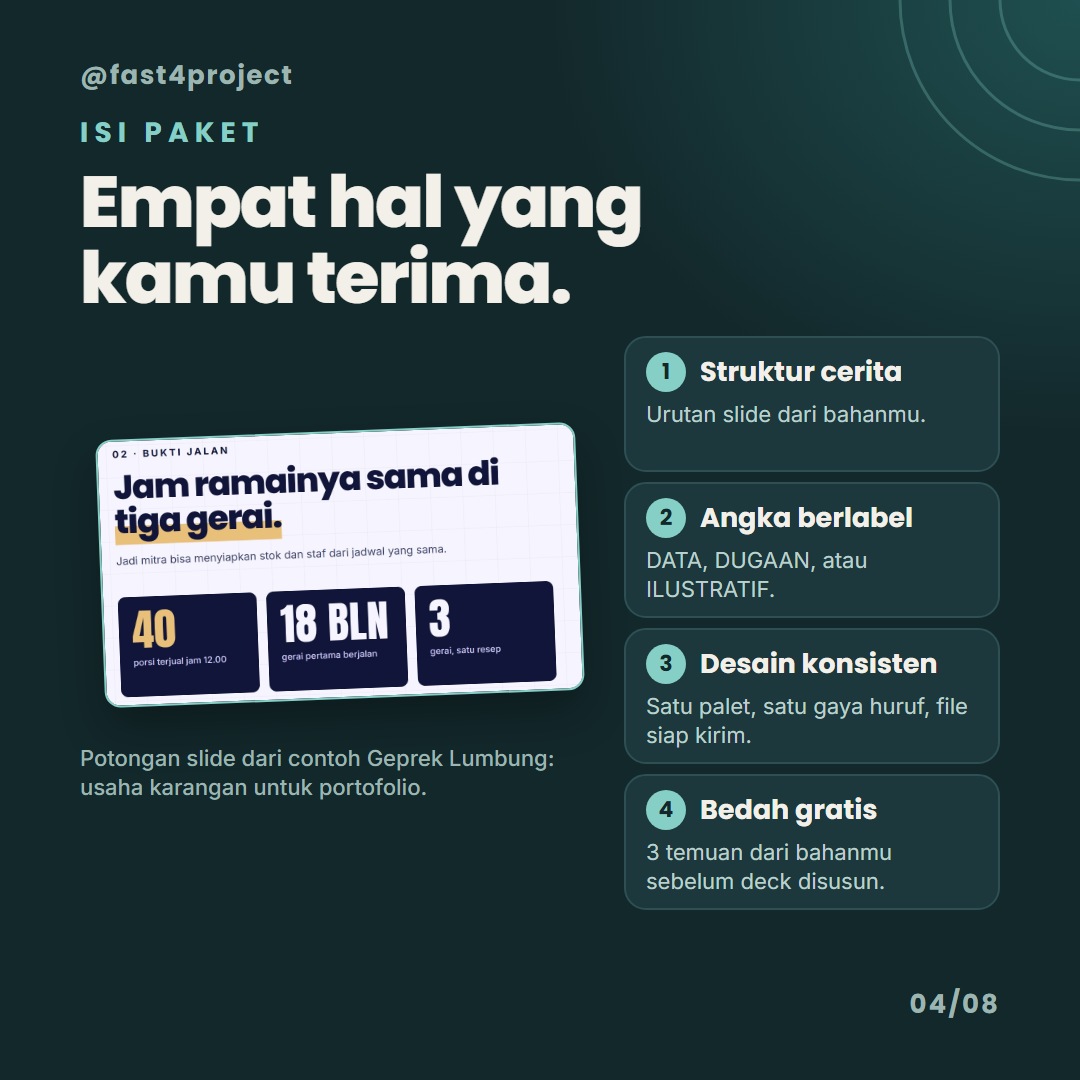 @fast4project
ISI PAKET
Empat hal yang
kamu terima.
02 · BUKTI JALAN
Jam ramainya sama di
tiga gerai.
Jadi mitra bisa menyiapkan stok dan staf dari jadwal yang sama.
40
porsi terjual jam 12.00
18 BLN
gerai pertama berjalan
3
gerai, satu resep
Potongan slide dari contoh Geprek Lumbung:
usaha karangan untuk portofolio.
1 Struktur cerita
Urutan slide dari bahanmu.
2 Angka berlabel
DATA, DUGAAN, atau
ILUSTRATIF.
3 Desain konsisten
Satu palet, satu gaya huruf, file
siap kirim.
4 Bedah gratis
3 temuan dari bahanmu
sebelum deck disusun.
04/08